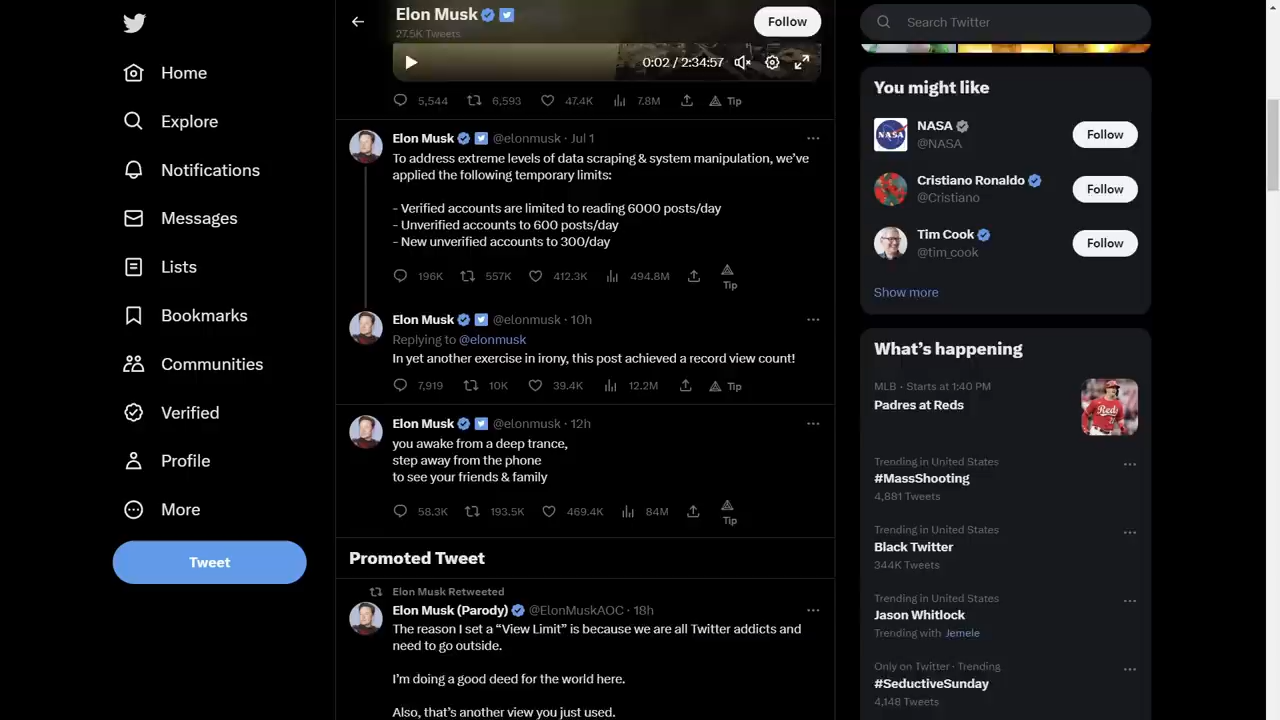 Home
Explore
Notifications
Messages
Lists
Bookmarks
Communities
Verified
Profile
More
Tweet
Elon Musk
27.5K Tweets
Follow
0:02 / 2:34:57
5,544 6,593 47.4K 7.8M Tip
Elon Musk @elonmusk · Jul 1
To address extreme levels of data scraping & system manipulation, we've
applied the following temporary limits:
- Verified accounts are limited to reading 6000 posts/day
- Unverified accounts to 600 posts/day
- New unverified accounts to 300/day
196K 557K 412.3K 494.8M Tip
Elon Musk @elonmusk · 10h
Replying to @elonmusk
In yet another exercise in irony, this post achieved a record view count!
7,919 10K 39.4K 12.2M Tip
Elon Musk @elonmusk · 12h
you awake from a deep trance,
step away from the phone
to see your friends & family
58.3K 193.5K 469.4K 84M Tip
Promoted Tweet
Elon Musk Retweeted
Elon Musk (Parody) @ElonMuskAOC · 18h
The reason I set a “View Limit” is because we are all Twitter addicts and
need to go outside.
I'm doing a good deed for the world here.
Also, that's another view you just used.
Search Twitter
You might like
NASA
@NASA
Follow
Cristiano Ronaldo
@Cristiano
Follow
Tim Cook
@tim_cook
Follow
Show more
What's happening
MLB · Starts at 1:40 PM
Padres at Reds
Reds
Trending in United States
#MassShooting
4,881 Tweets
Trending in United States
Black Twitter
344K Tweets
Trending in United States
Jason Whitlock
Trending with Jemele
Only on Twitter · Trending
#SeductiveSunday
4,148 Tweets